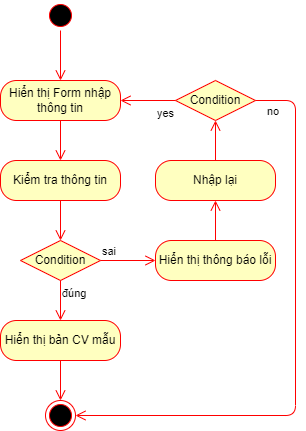 Hiển thị Form nhập
thông tin
Condition
yes
no
Kiểm tra thông tin
Nhập lại
Condition
sai
Hiển thị thông báo lỗi
đúng
Hiển thị bản CV mẫu